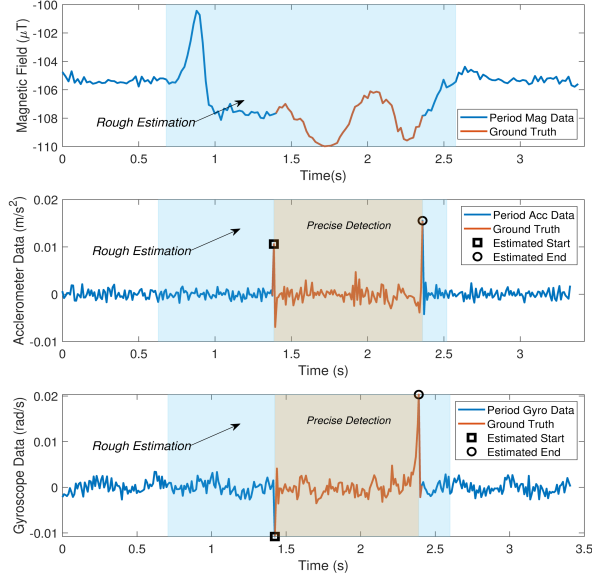 -100
-102
-104
-106
-108
-110
Magnetic Field (μT)
Rough Estimation
Period Mag Data
Ground Truth
0 0.5 1 1.5 2 2.5 3
Time(s)
0.02
0.01
0
-0.01
Acclerometer Data (m/s²)
Rough Estimation
Precise Detection
Period Acc Data
Ground Truth
Estimated Start
Estimated End
0 0.5 1 1.5 2 2.5 3
Time (s)
0.02
0.01
0
-0.01
Gyroscope Data (rad/s)
Rough Estimation
Precise Detection
Period Gyro Data
Ground Truth
Estimated Start
Estimated End
0 0.5 1 1.5 2 2.5 3 3.5
Time (s)